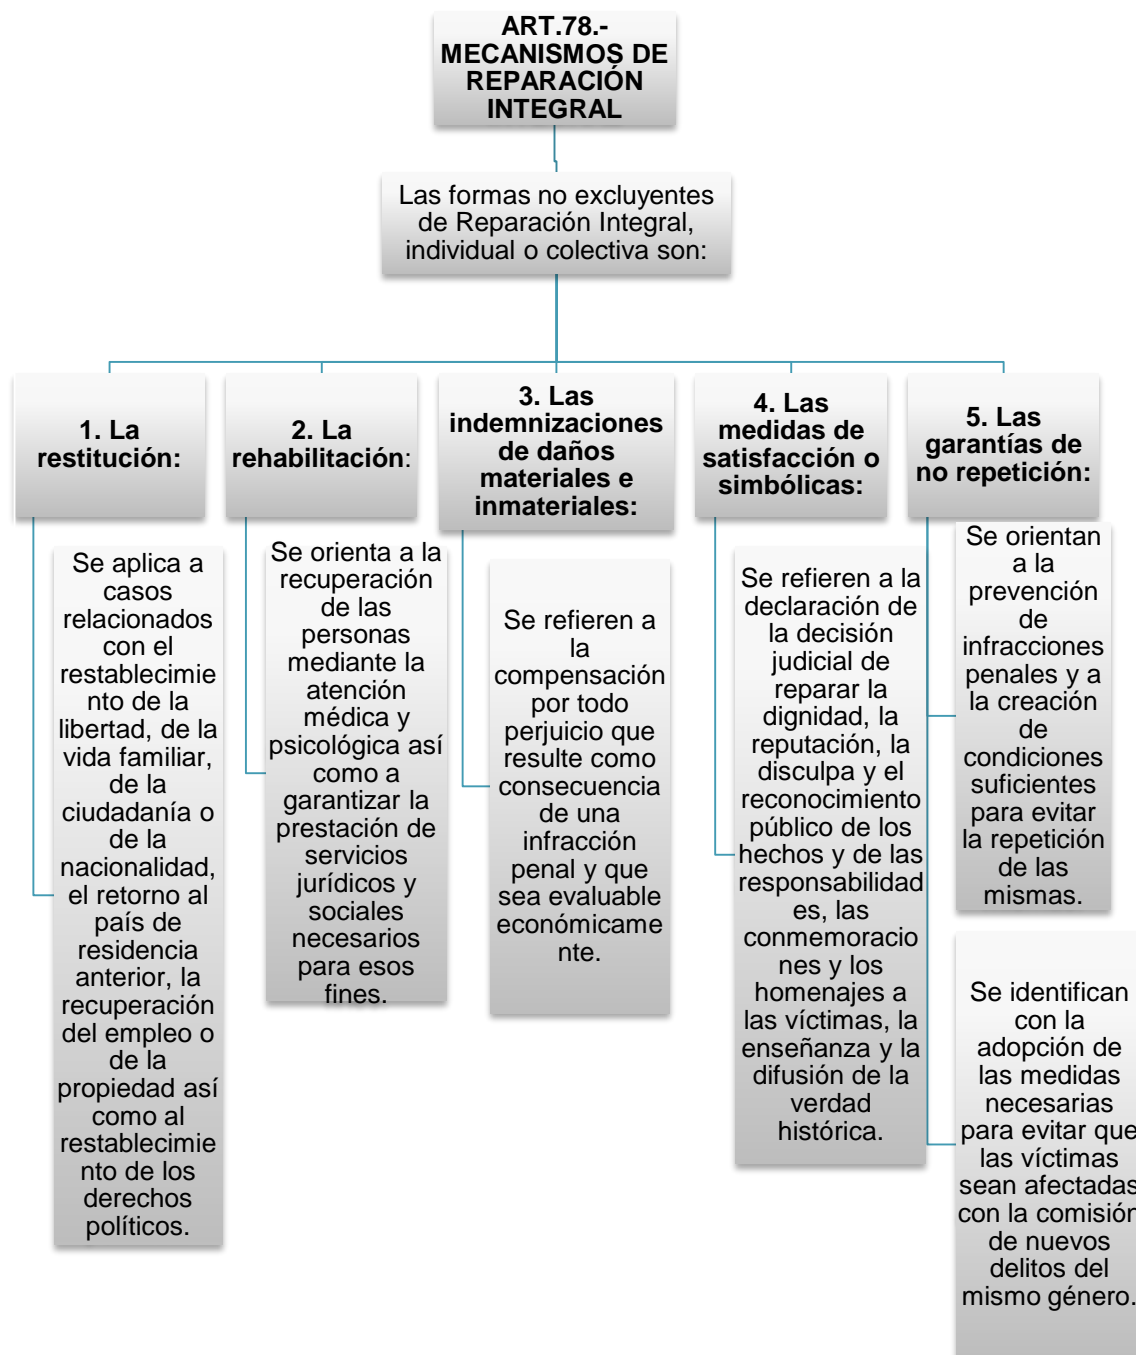 ART.78.-
MECANISMOS DE
REPARACIÓN
INTEGRAL
Las formas no excluyentes
de Reparación Integral,
individual o colectiva son:
1. La
restitución:
Se aplica a
casos
relacionados
con el
restablecimie
nto de la
libertad, de la
vida familiar,
de la
ciudadanía o
de la
nacionalidad,
el retorno al
país de
residencia
anterior, la
recuperación
del empleo o
de la
propiedad así
como al
restablecimie
nto de los
derechos
políticos.
2. La
rehabilitación:
Se orienta a la
recuperación
de las
personas
mediante la
atención
médica y
psicológica así
como a
garantizar la
prestación de
servicios
jurídicos y
sociales
necesarios
para esos
fines.
3. Las
indemnizaciones
de daños
materiales e
inmateriales:
Se refieren a
la
compensación
por todo
perjuicio que
resulte como
consecuencia
de una
infracción
penal y que
sea evaluable
económicame
nte.
4. Las
medidas de
satisfacción o
simbólicas:
Se refieren a la
declaración de
la decisión
judicial de
reparar la
dignidad, la
reputación, la
disculpa y el
reconocimiento
público de los
hechos y de las
responsabilidad
es, las
conmemoracio
nes y los
homenajes a
las víctimas, la
enseñanza y la
difusión de la
verdad
histórica.
5. Las
garantías de
no repetición:
Se orientan
a la
prevención
de
infracciones
penales y a
la creación
de
condiciones
suficientes
para evitar
la repetición
de las
mismas.
Se identifican
con la
adopción de
las medidas
necesarias
para evitar que
las víctimas
sean afectadas
con la comisión
de nuevos
delitos del
mismo género.